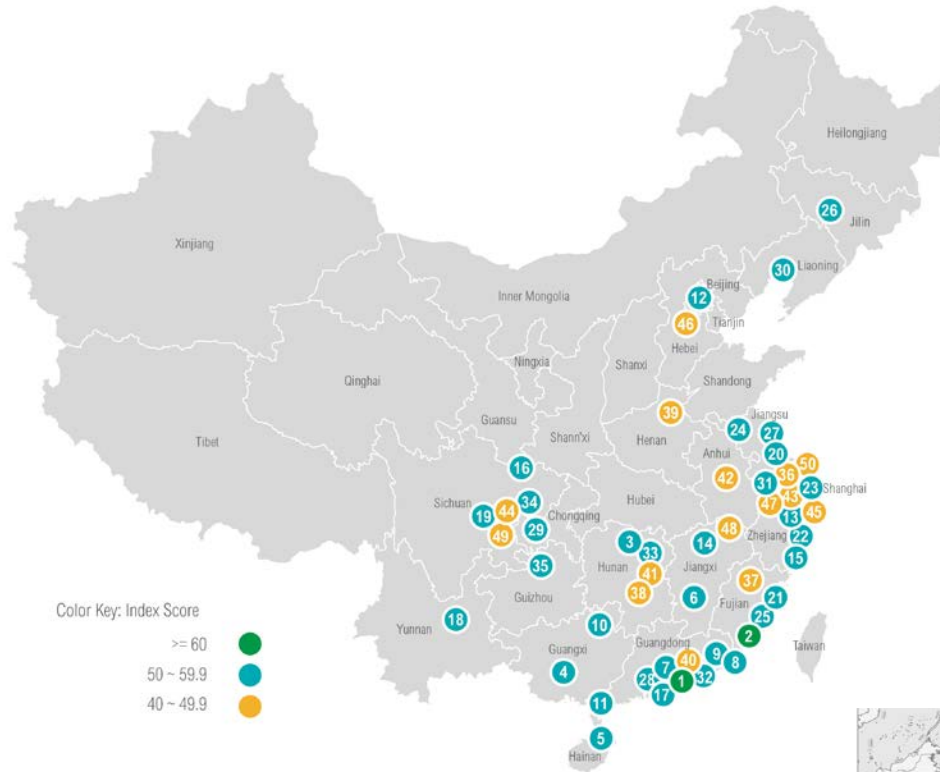 Heilongjiang
26
Jilin
Xinjiang
30
Liaoning
Beijing
Inner Mongolia
12
46
Tianjin
Hebei
Ningxia
Shanxi
Qinghai
Shandong
39
Guansu
Jiangsu
24
27
Tibet
Shann'xi
Henan
20
Anhui
50
16
36
42
31
23
Shanghai
Sichuan
34
Hubei
43
19
44
47
45
Chongqing
13
29
48
49
3
Zhejiang
22
14
33
15
35
Hunan
Jiangxi
41
37
38
6
Guizhou
21
Fujian
Color Key: Index Score
18
10
25
Yunnan
2
>= 60
Guangdong
Taiwan
Guangxi
9
40
8
4
7
50 ~ 59.9
28
1
32
17
40 ~ 49.9
11
5
Hainan